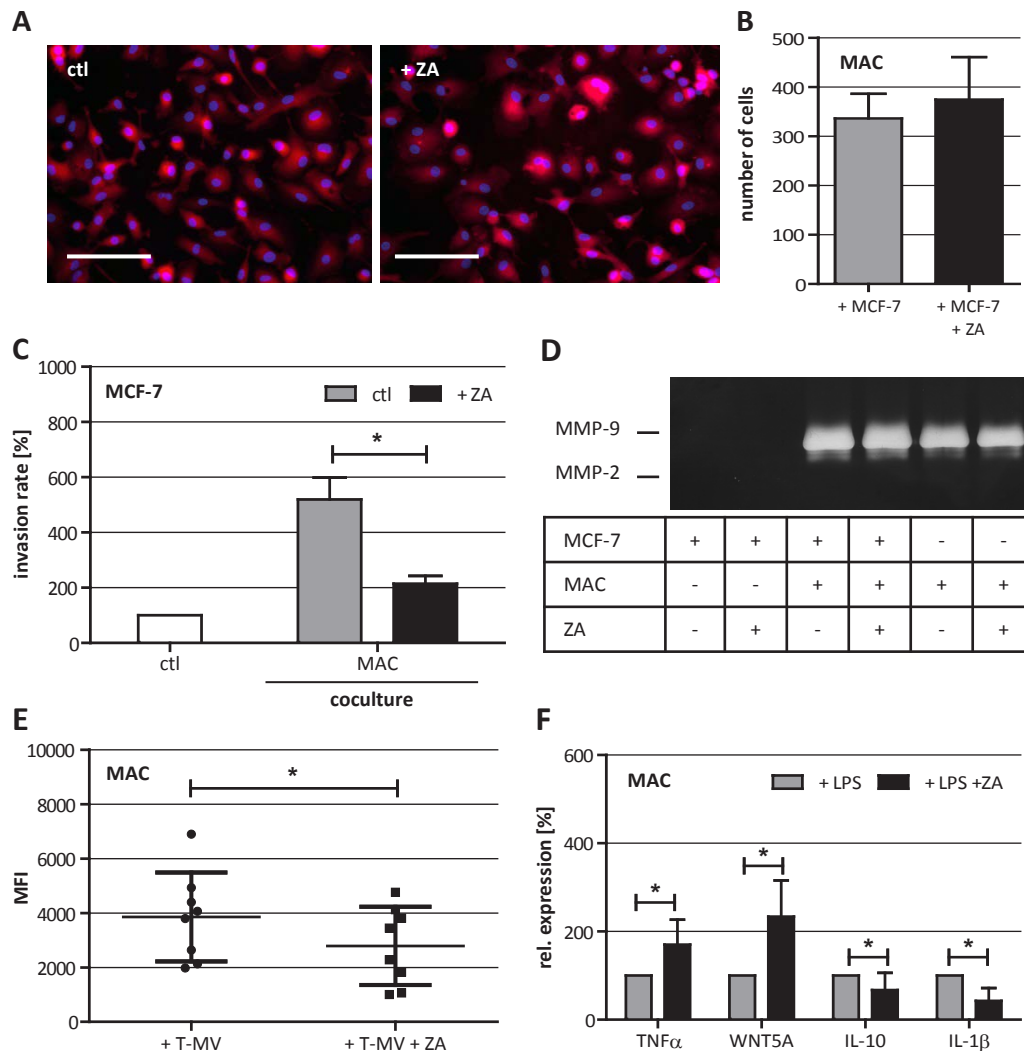 A
ctl
+ ZA
B
MAC
number of cells
500
400
300
200
100
0
+ MCF-7
+ MCF-7
+ ZA
C
MCF-7
ctl
+ ZA
invasion rate [%]
1000
800
600
400
200
0
*
ctl
MAC
coculture
D
MMP-9
MMP-2
MCF-7 + + + + - -
MAC - - + + + +
ZA - + - + - +
E
MAC
MFI
10000
8000
6000
4000
2000
0
*
+ T-MV
+ T-MV + ZA
F
MAC
+ LPS
+ LPS +ZA
rel. expression [%]
600
400
200
0
*
*
*
*
TNFα
WNT5A
IL-10
IL-1β